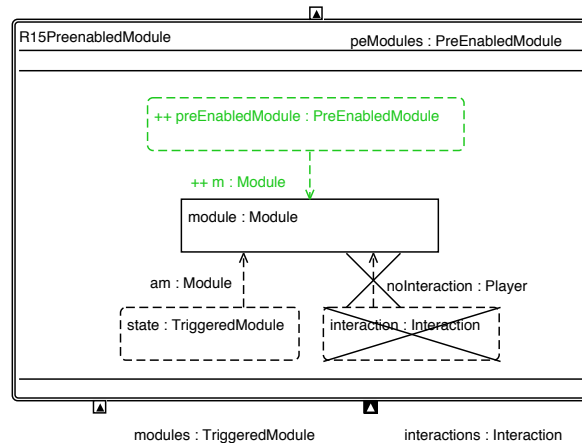 R15PreenabledModule
peModules : PreEnabledModule
++ preEnabledModule : PreEnabledModule
++ m : Module
module : Module
am : Module
noInteraction : Player
state : TriggeredModule
interaction : Interaction
modules : TriggeredModule
interactions : Interaction